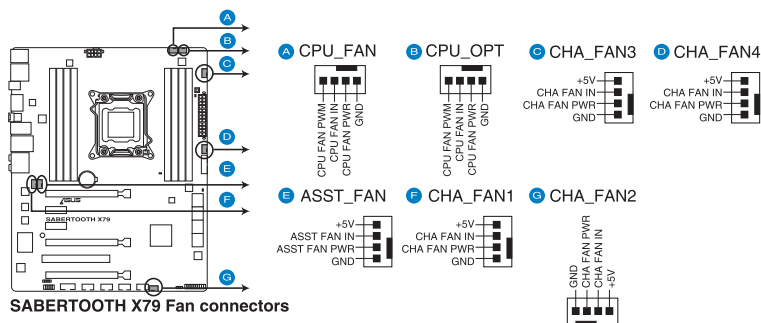 A
B
C
D
E
F
G
ASUS
SABERTOOTH X79
SABERTOOTH X79 Fan connectors
A CPU_FAN
CPU FAN PWM
CPU FAN IN
CPU FAN PWR
GND
B CPU_OPT
CPU FAN PWM
CPU FAN IN
CPU FAN PWR
GND
C CHA_FAN3
+5V
CHA FAN IN
CHA FAN PWR
GND
D CHA_FAN4
+5V
CHA FAN IN
CHA FAN PWR
GND
E ASST_FAN
+5V
ASST FAN IN
ASST FAN PWR
GND
F CHA_FAN1
+5V
CHA FAN IN
CHA FAN PWR
GND
G CHA_FAN2
GND
CHA FAN PWR
CHA FAN IN
+5V